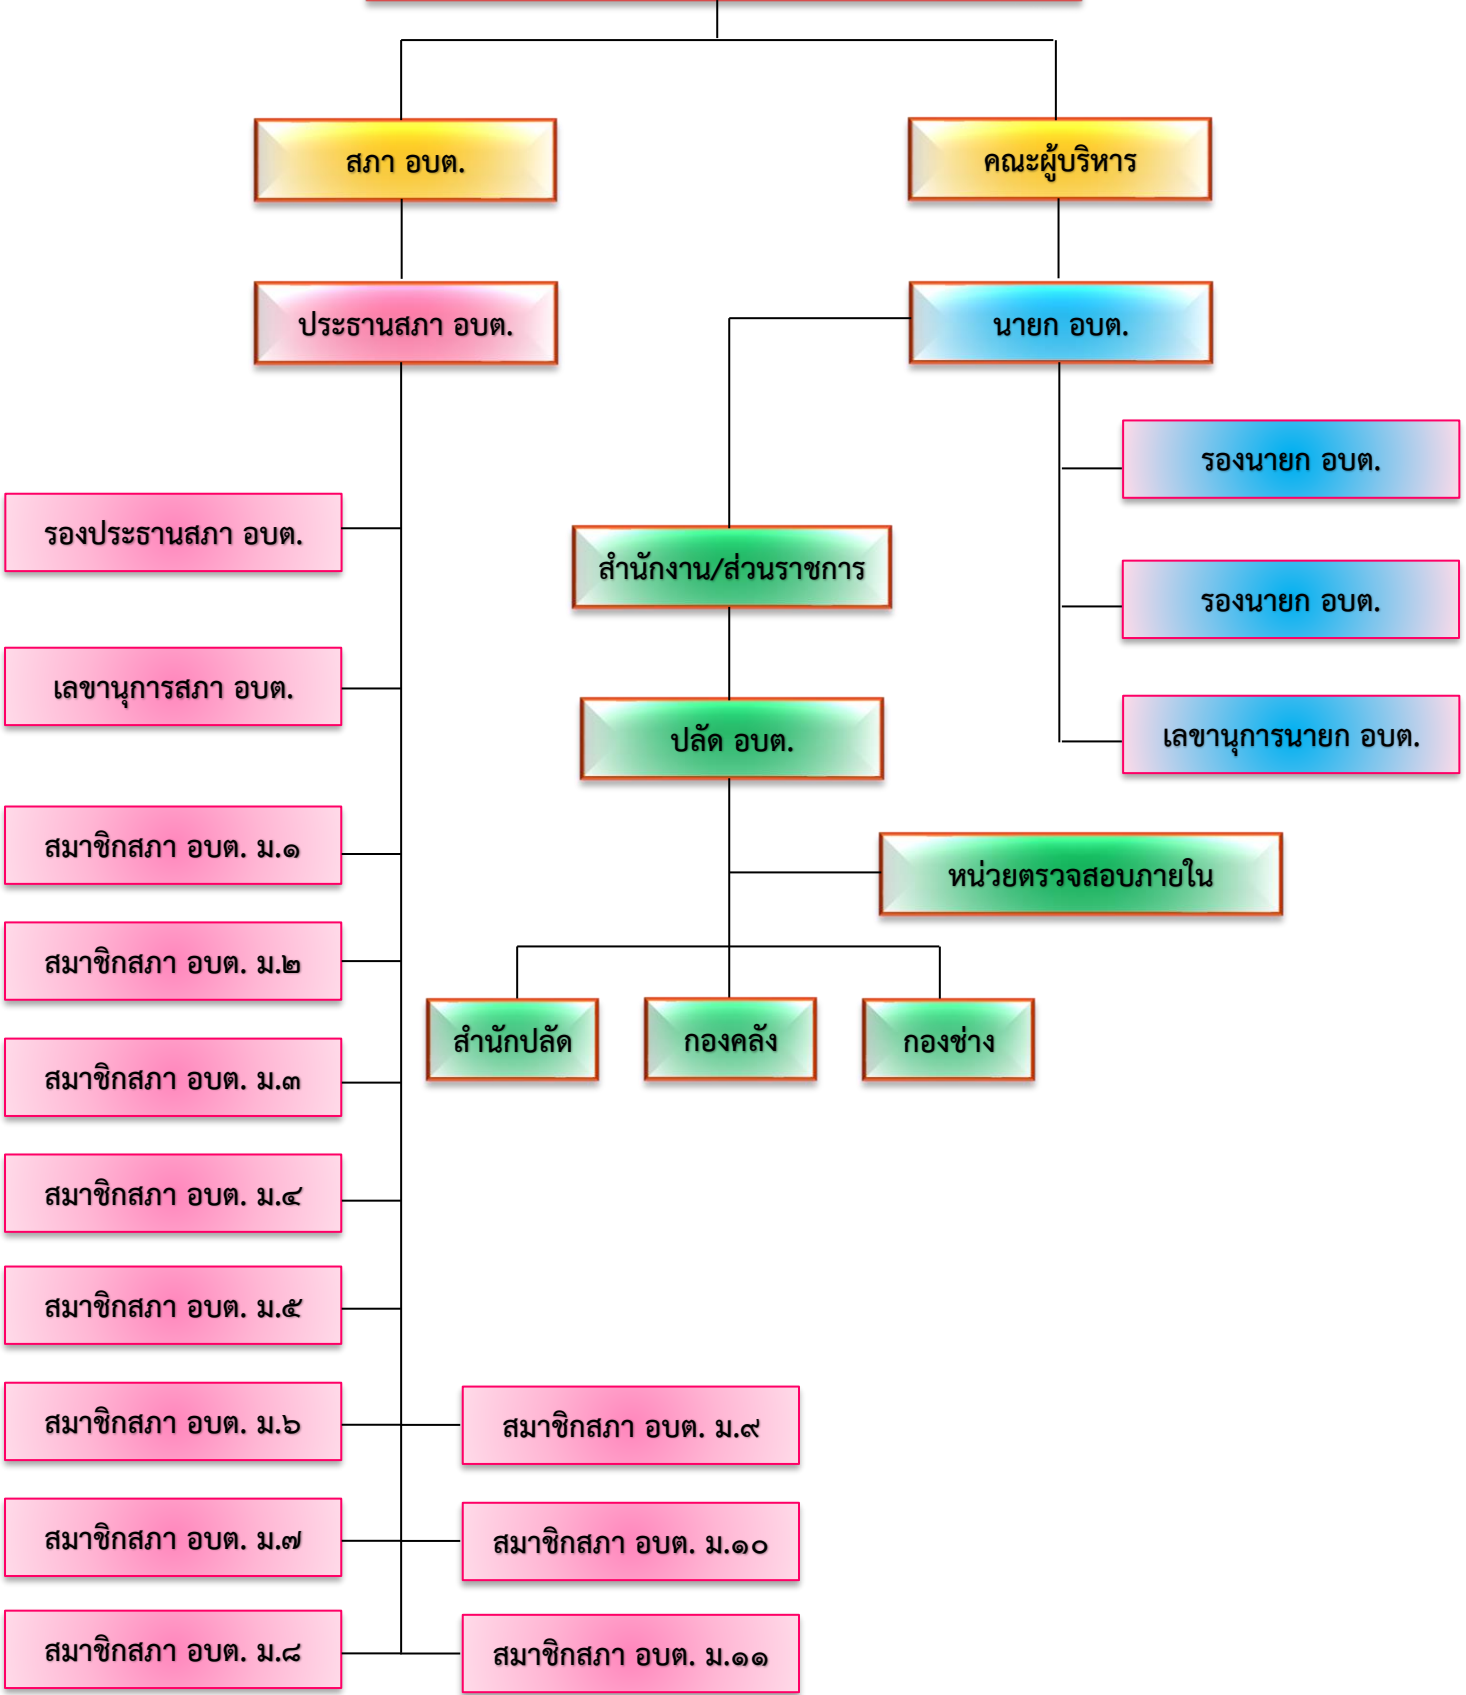 สภา อบต.
คณะผู้บริหาร
ประธานสภา อบต.
นายก อบต.
รองนายก อบต.
รองประธานสภา อบต.
สำนักงาน/ส่วนราชการ
รองนายก อบต.
เลขานุการสภา อบต.
ปลัด อบต.
เลขานุการนายก อบต.
สมาชิกสภา อบต. ม.๑
หน่วยตรวจสอบภายใน
สมาชิกสภา อบต. ม.๒
สำนักปลัด
กองคลัง
กองช่าง
สมาชิกสภา อบต. ม.๓
สมาชิกสภา อบต. ม.๔
สมาชิกสภา อบต. ม.๕
สมาชิกสภา อบต. ม.๖
สมาชิกสภา อบต. ม.๙
สมาชิกสภา อบต. ม.๗
สมาชิกสภา อบต. ม.๑๐
สมาชิกสภา อบต. ม.๘
สมาชิกสภา อบต. ม.๑๑